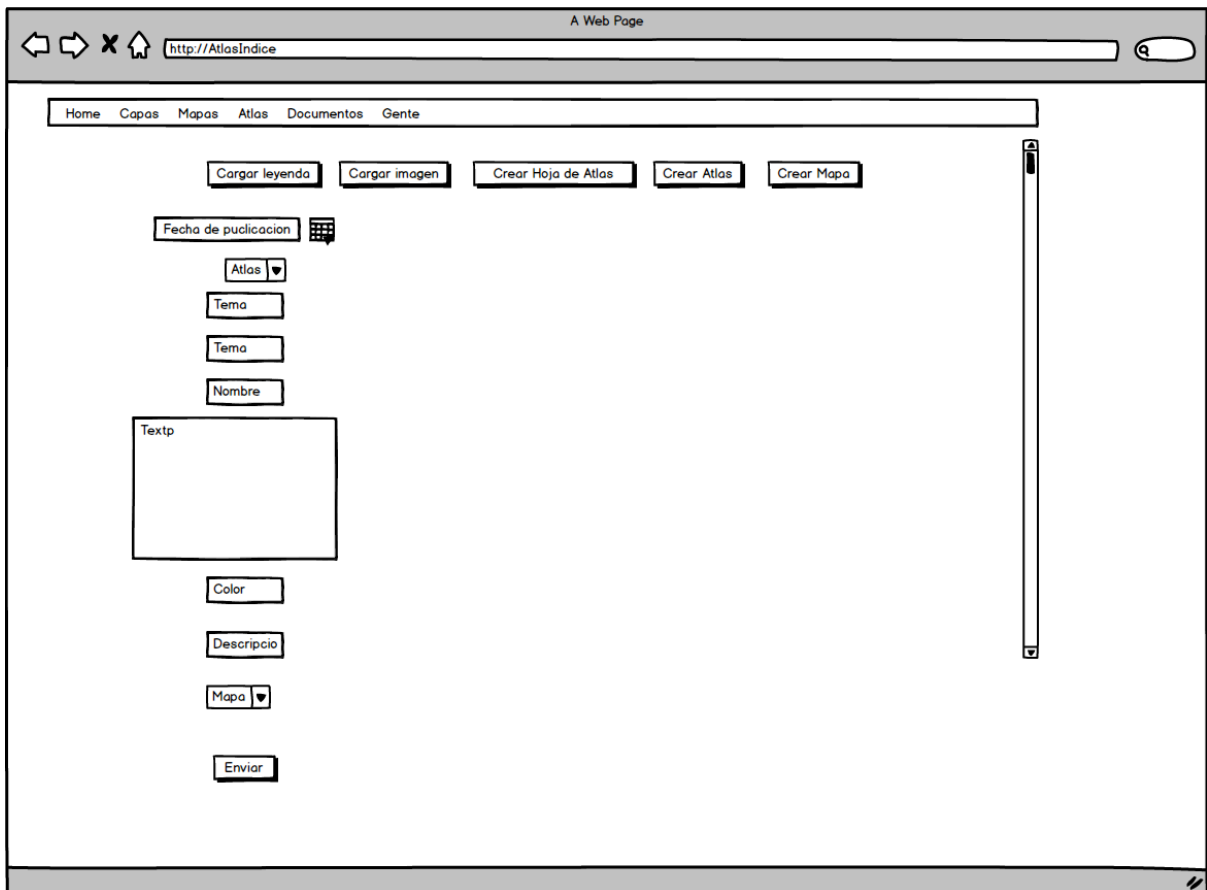 A Web Page
http://AtlasIndice
Home Capas Mapas Atlas Documentos Gente
Cargar leyenda Cargar imagen Crear Hoja de Atlas Crear Atlas Crear Mapa
Fecha de puclicacion
Atlas
Tema
Tema
Nombre
Textp
Color
Descripcio
Mapa
Enviar